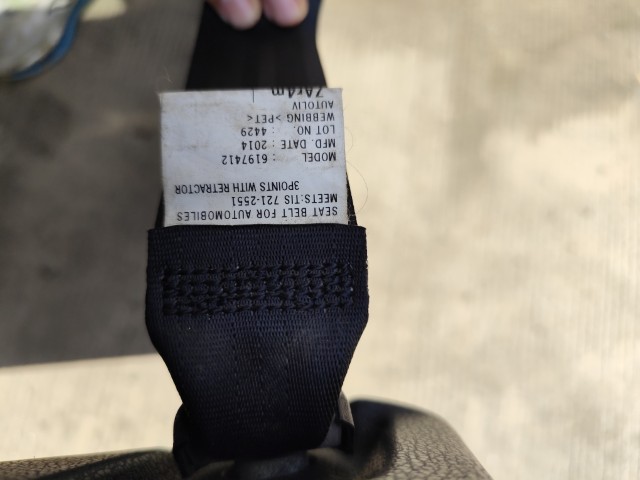 SEAT BELT FOR AUTOMOBILES
MEETS:TIS 721-2551
3POINTS WITH RETRACTOR
MODEL : 6197412
MFD. DATE : 2014
LOT NO. : 4429
WEBBING >PET<
AUTOLIV